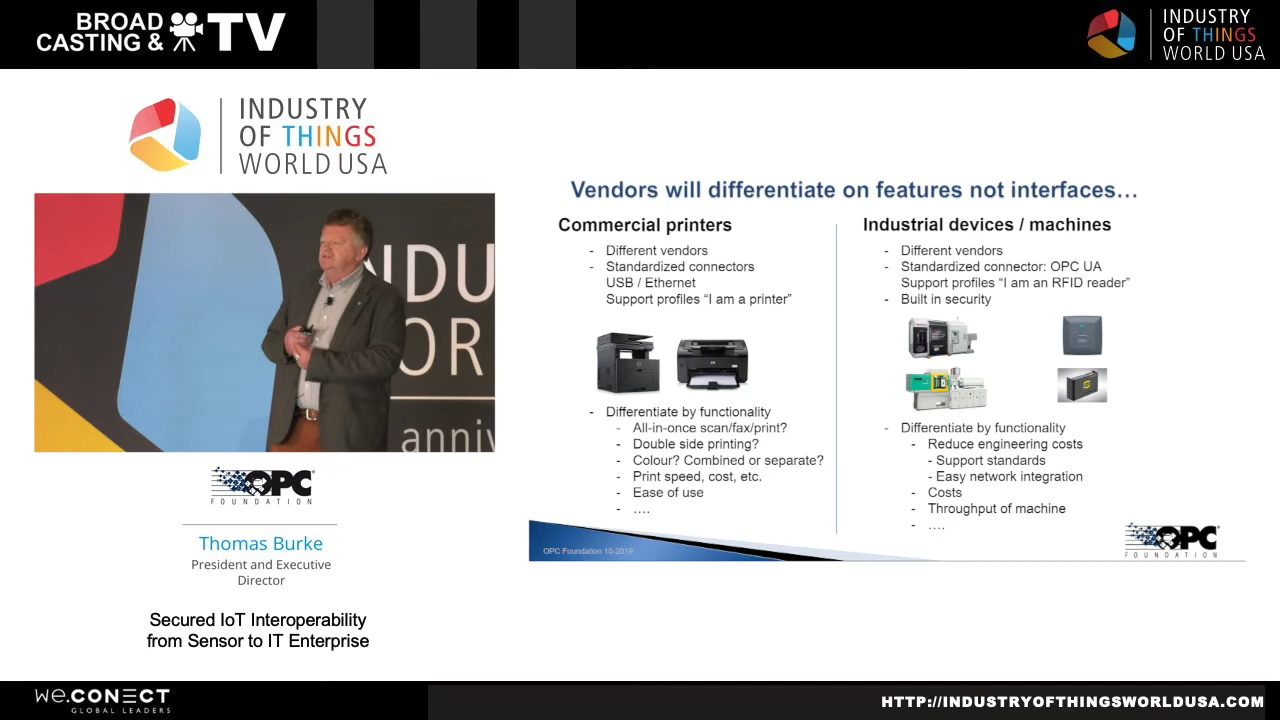 BROAD
CASTING & TV
INDUSTRY
OF THINGS
WORLD USA
INDUSTRY
OF THINGS
WORLD USA
NDU
OR
anniv
OPC
FOUNDATION
Thomas Burke
President and Executive
Director
Secured IoT Interoperability
from Sensor to IT Enterprise
Vendors will differentiate on features not interfaces…
Commercial printers
- Different vendors
- Standardized connectors
USB / Ethernet
Support profiles “I am a printer”
- Differentiate by functionality
- All-in-once scan/fax/print?
- Double side printing?
- Colour? Combined or separate?
- Print speed, cost, etc.
- Ease of use
- ….
Industrial devices / machines
- Different vendors
- Standardized connector: OPC UA
Support profiles “I am an RFID reader”
- Built in security
- Differentiate by functionality
- Reduce engineering costs
- Support standards
- Easy network integration
- Costs
- Throughput of machine
- ….
OPC Foundation 10-2019
OPC
FOUNDATION
we.CONECT
GLOBAL LEADERS
HTTP://INDUSTRYOFTHINGSWORLDUSA.COM